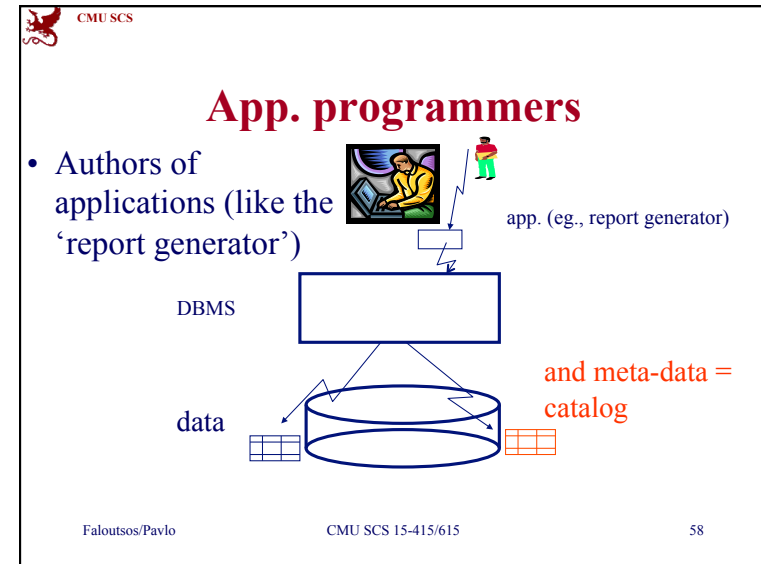 CMU SCS
App. programmers
• Authors of
applications (like the
‘report generator’)
app. (eg., report generator)
DBMS
and meta-data =
catalog
data
Faloutsos/Pavlo
CMU SCS 15-415/615
58